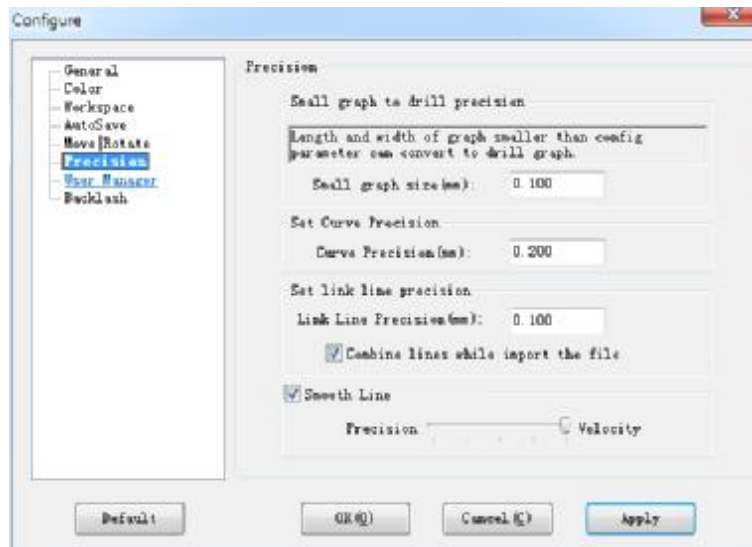 Configure
General
Color
Workspace
AutoSave
Move|Rotate
Precision
User Manager
Backlash
Precision
Small graph to drill precision
Length and width of graph smaller than config
parameter can convert to drill graph.
Small graph size(mm): 0.100
Set Curve Precision
Curve Precision(mm): 0.200
Set link line precision
Link Line Precision(mm): 0.100
Combine lines while import the file
Smooth Line
Precision Velocity
Default OK(O) Cancel(C) Apply